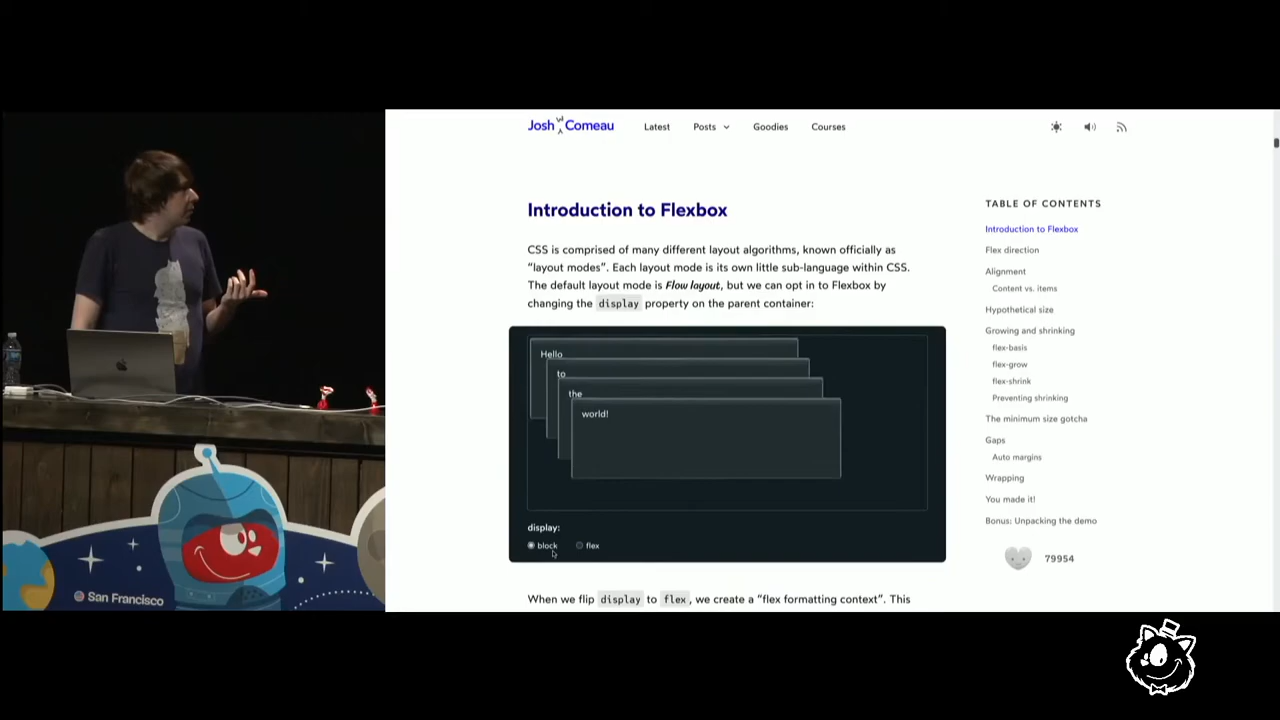 Josh W Comeau
Latest
Posts
Goodies
Courses
Introduction to Flexbox
CSS is comprised of many different layout algorithms, known officially as
“layout modes”. Each layout mode is its own little sub-language within CSS.
The default layout mode is Flow layout, but we can opt in to Flexbox by
changing the display property on the parent container:
Hello
to
the
world!
display:
block
flex
When we flip display to flex, we create a “flex formatting context”. This
TABLE OF CONTENTS
Introduction to Flexbox
Flex direction
Alignment
Content vs. items
Hypothetical size
Growing and shrinking
flex-basis
flex-grow
flex-shrink
Preventing shrinking
The minimum size gotcha
Gaps
Auto margins
Wrapping
You made it!
Bonus: Unpacking the demo
79954
San Francisco